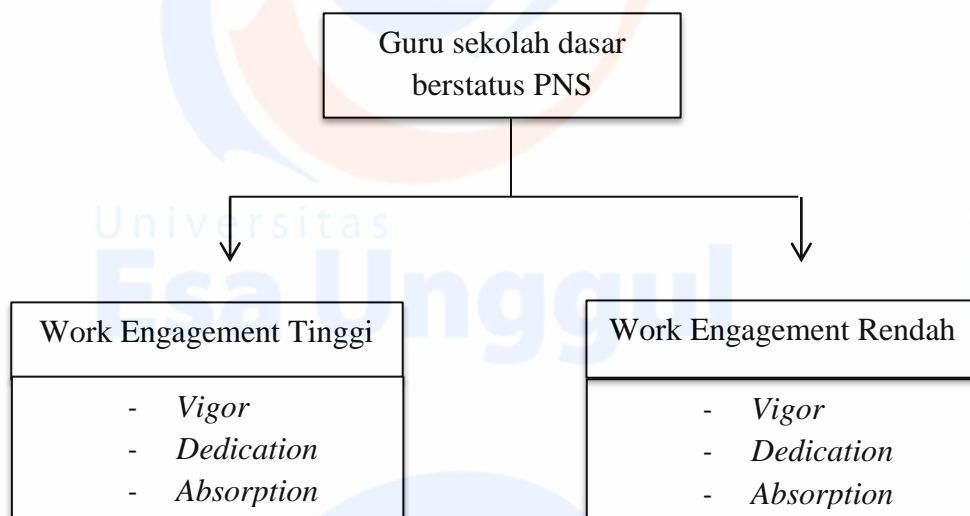 Guru sekolah dasar
berstatus PNS
Universitas
Esa Unggul
Work Engagement Tinggi
- Vigor
- Dedication
- Absorption
Work Engagement Rendah
- Vigor
- Dedication
- Absorption